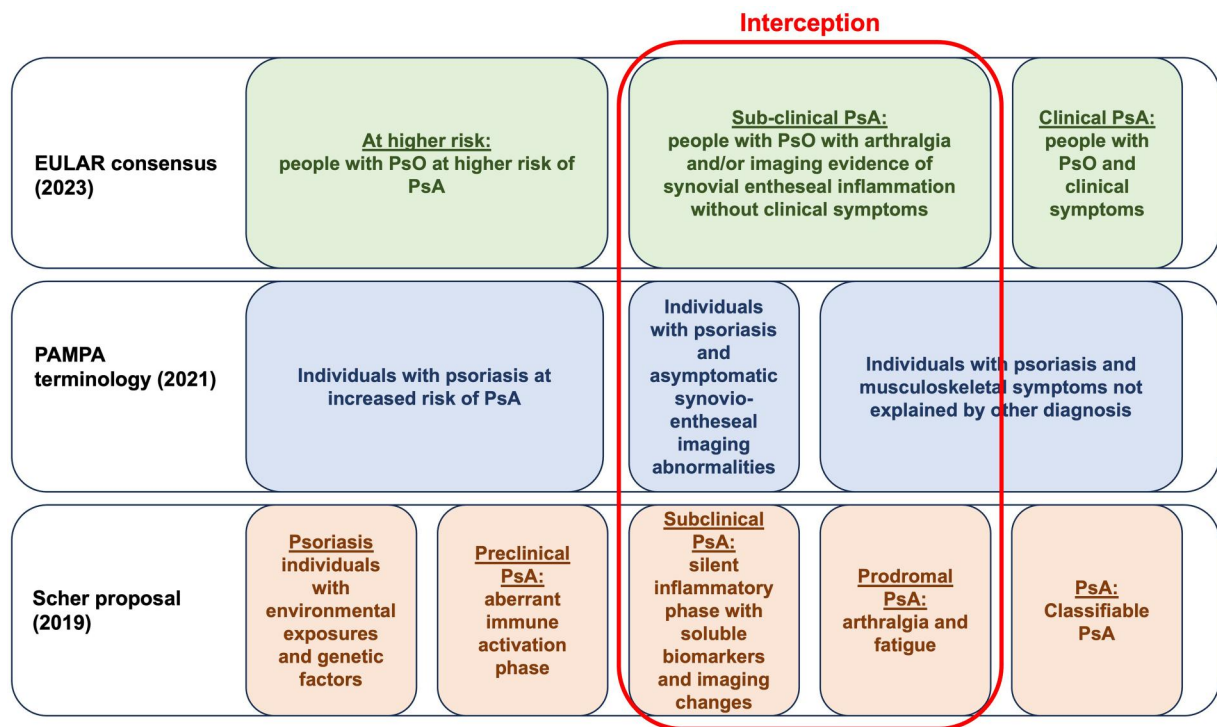 Interception
EULAR consensus
(2023)
At higher risk:
people with PsO at higher risk of
PsA
Sub-clinical PsA:
people with PsO with arthralgia
and/or imaging evidence of
synovial entheseal inflammation
without clinical symptoms
Clinical PsA:
people with
PsO and
clinical
symptoms
PAMPA
terminology (2021)
Individuals with psoriasis at
increased risk of PsA
Individuals
with psoriasis
and
asymptomatic
synovio-
entheseal
imaging
abnormalities
Individuals with psoriasis and
musculoskeletal symptoms not
explained by other diagnosis
Scher proposal
(2019)
Psoriasis
individuals
with
environmental
exposures
and genetic
factors
Preclinical
PsA:
aberrant
immune
activation
phase
Subclinical
PsA:
silent
inflammatory
phase with
soluble
biomarkers
and imaging
changes
Prodromal
PsA:
arthralgia and
fatigue
PsA:
Classifiable
PsA